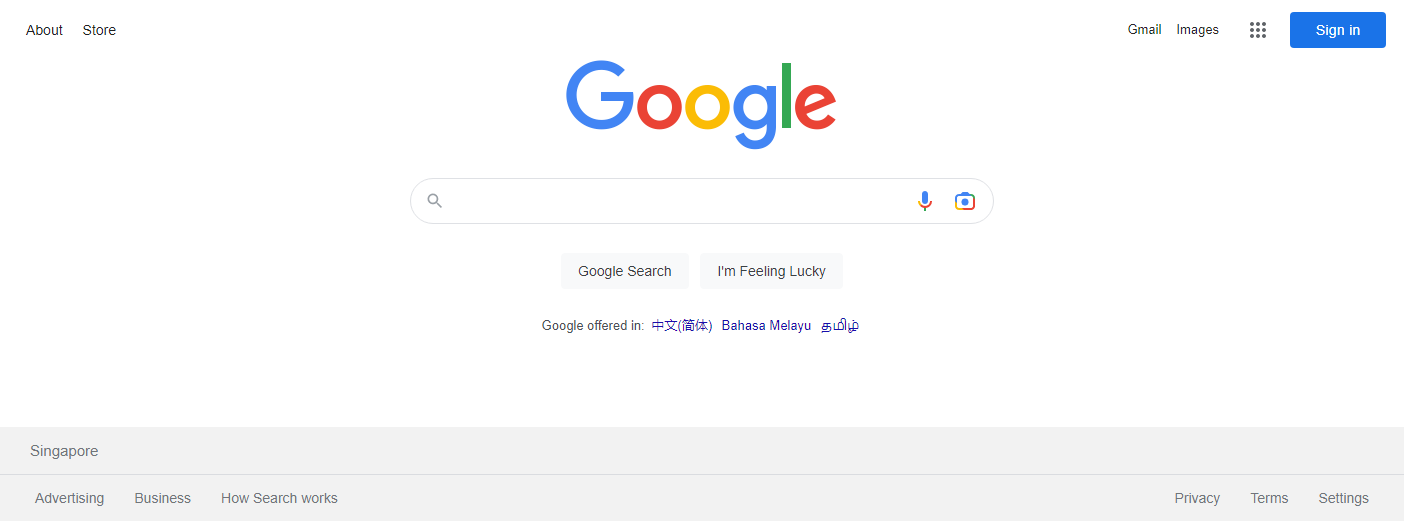 About Store Gmail Images Sign in
Google
Google Search I'm Feeling Lucky
Google offered in: 中文(简体) Bahasa Melayu தமிழ்
Singapore
Advertising Business How Search works Privacy Terms Settings